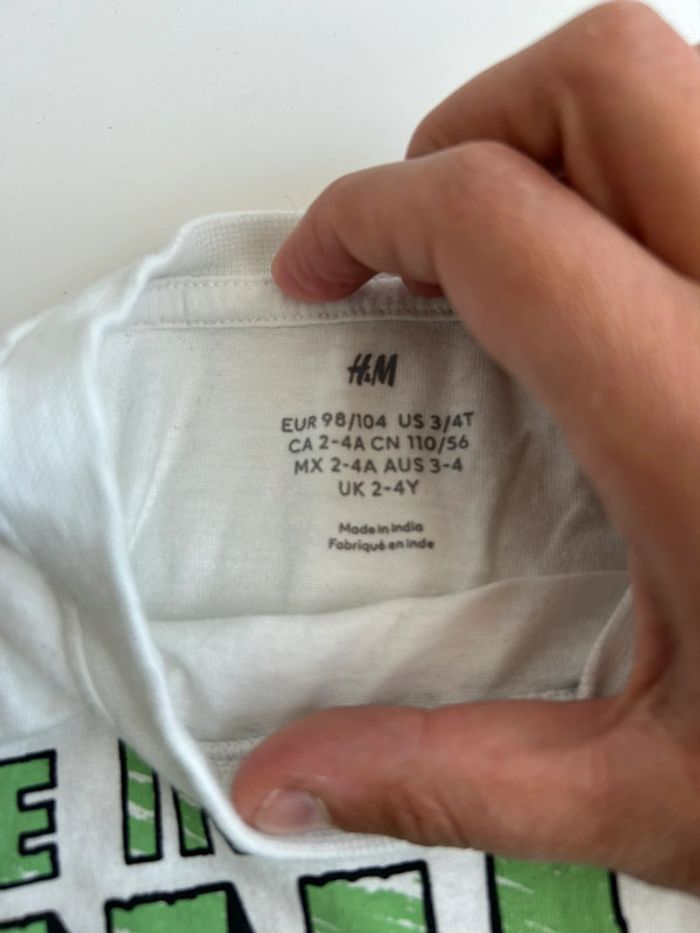 H&M
EUR 98/104 US 3/4T
CA 2-4A CN 110/56
MX 2-4A AUS 3-4
UK 2-4Y
Made in India
Fabriqué en Inde